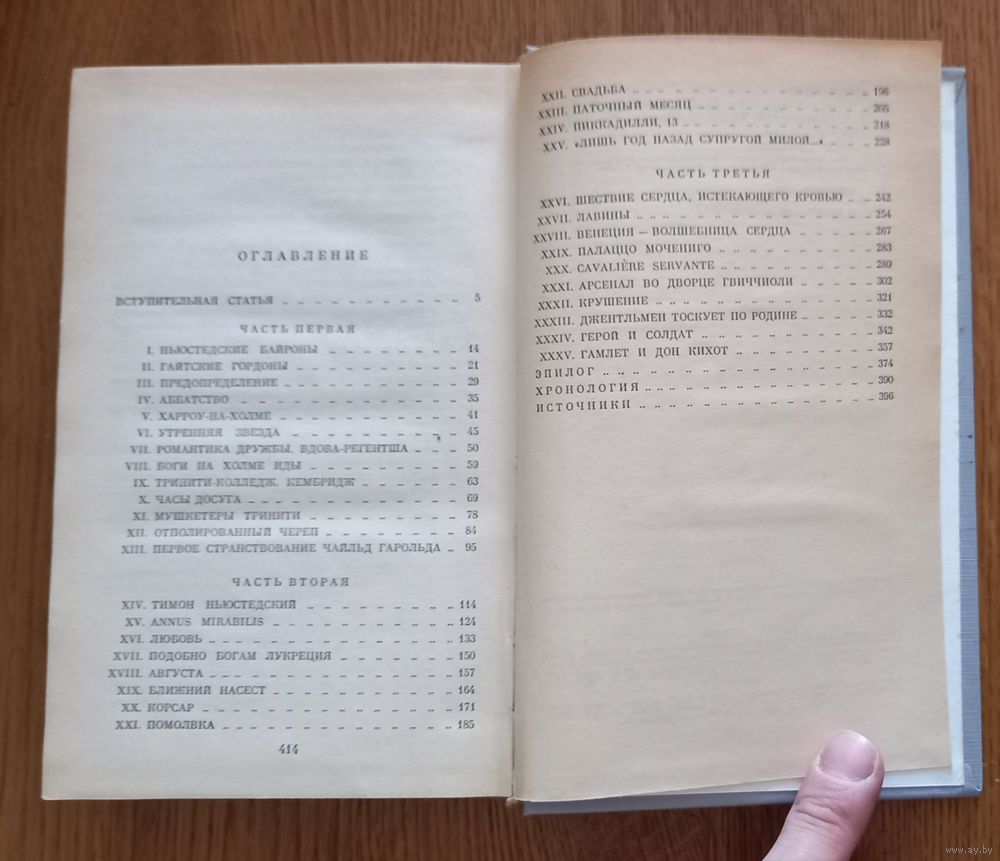 ОГЛАВЛЕНИЕ
ВСТУПИТЕЛЬНАЯ СТАТЬЯ 5
ЧАСТЬ ПЕРВАЯ
I. НЬЮСТЕДСКИЕ БАЙРОНЫ 14
II. ГАЙТСКИЕ ГОРДОНЫ 21
III. ПРЕДОПРЕДЕЛЕНИЕ 29
IV. АББАТСТВО 35
V. ХАРРОУ-НА-ХОЛМЕ 41
VI. УТРЕННЯЯ ЗВЕЗДА 45
VII. РОМАНТИКА ДРУЖБЫ. ВДОВА-РЕГЕНТША 50
VIII. БОГИ НА ХОЛМЕ ИДЫ 59
IX. ТРИНИТИ-КОЛЛЕДЖ. КЕМБРИДЖ 63
X. ЧАСЫ ДОСУГА 69
XI. МУШКЕТЕРЫ ТРИНИТИ 78
XII. ОТПОЛИРОВАННЫЙ ЧЕРЕП 84
XIII. ПЕРВОЕ СТРАНСТВОВАНИЕ ЧАЙЛЬД ГАРОЛЬДА 95
ЧАСТЬ ВТОРАЯ
XIV. ТИМОН НЬЮСТЕДСКИЙ 114
XV. ANNUS MIRABILIS 124
XVI. ЛЮБОВЬ 133
XVII. ПОДОБНО БОГАМ ЛУКРЕЦИЯ 150
XVIII. АВГУСТА 157
XIX. БЛИЖНИЙ НАСЕСТ 164
XX. КОРСАР 171
XXI. ПОМОЛВКА 185
414
XXII. СВАДЬБА 196
XXIII. ПАТОЧНЫЙ МЕСЯЦ 205
XXIV. ПИККАДИЛЛИ, 13 218
XXV. «ЛИШЬ ГОД НАЗАД СУПРУГОЙ МИЛОЙ...» 228
ЧАСТЬ ТРЕТЬЯ
XXVI. ШЕСТВИЕ СЕРДЦА, ИСТЕКАЮЩЕГО КРОВЬЮ 242
XXVII. ЛАВИНЫ 254
XXVIII. ВЕНЕЦИЯ — ВОЛШЕБНИЦА СЕРДЦА 267
XXIX. ПАЛАЦЦО МОЧЕНИГО 283
XXX. CAVALIÈRE SERVANTE 289
XXXI. АРСЕНАЛ ВО ДВОРЦЕ ГВИЧЧИОЛИ 302
XXXII. КРУШЕНИЕ 321
XXXIII. ДЖЕНТЛЬМЕН ТОСКУЕТ ПО РОДИНЕ 332
XXXIV. ГЕРОЙ И СОЛДАТ 342
XXXV. ГАМЛЕТ И ДОН КИХОТ 357
ЭПИЛОГ 374
ХРОНОЛОГИЯ 390
ИСТОЧНИКИ 396
www.ay.by